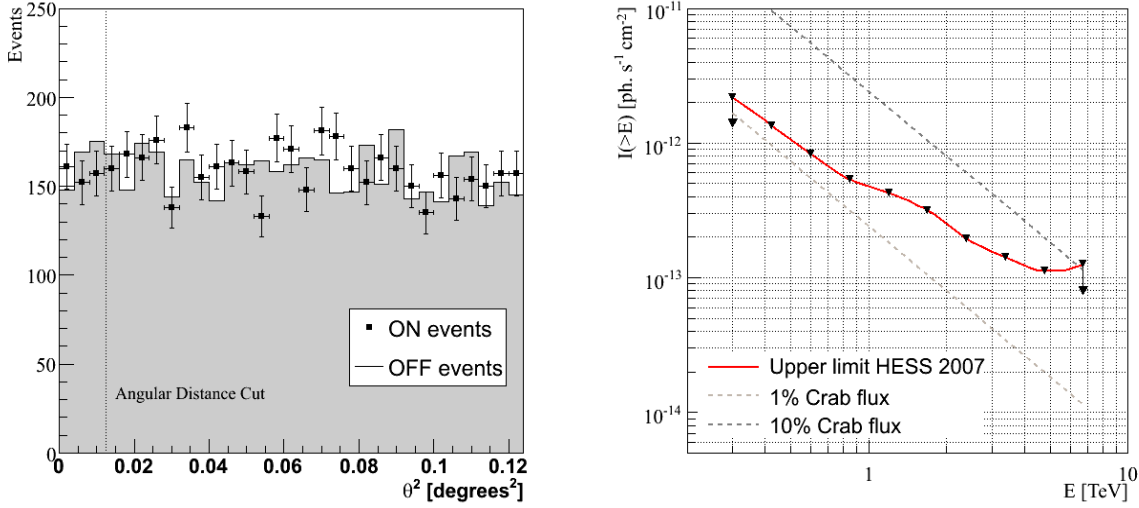 Events
250
200
150
100
50
0
ON events
OFF events
Angular Distance Cut
0 0.02 0.04 0.06 0.08 0.1 0.12
θ² [degrees²]
I(>E) [ph. s⁻¹ cm⁻²]
10⁻¹¹
10⁻¹²
10⁻¹³
10⁻¹⁴
Upper limit HESS 2007
1% Crab flux
10% Crab flux
1 10
E [TeV]